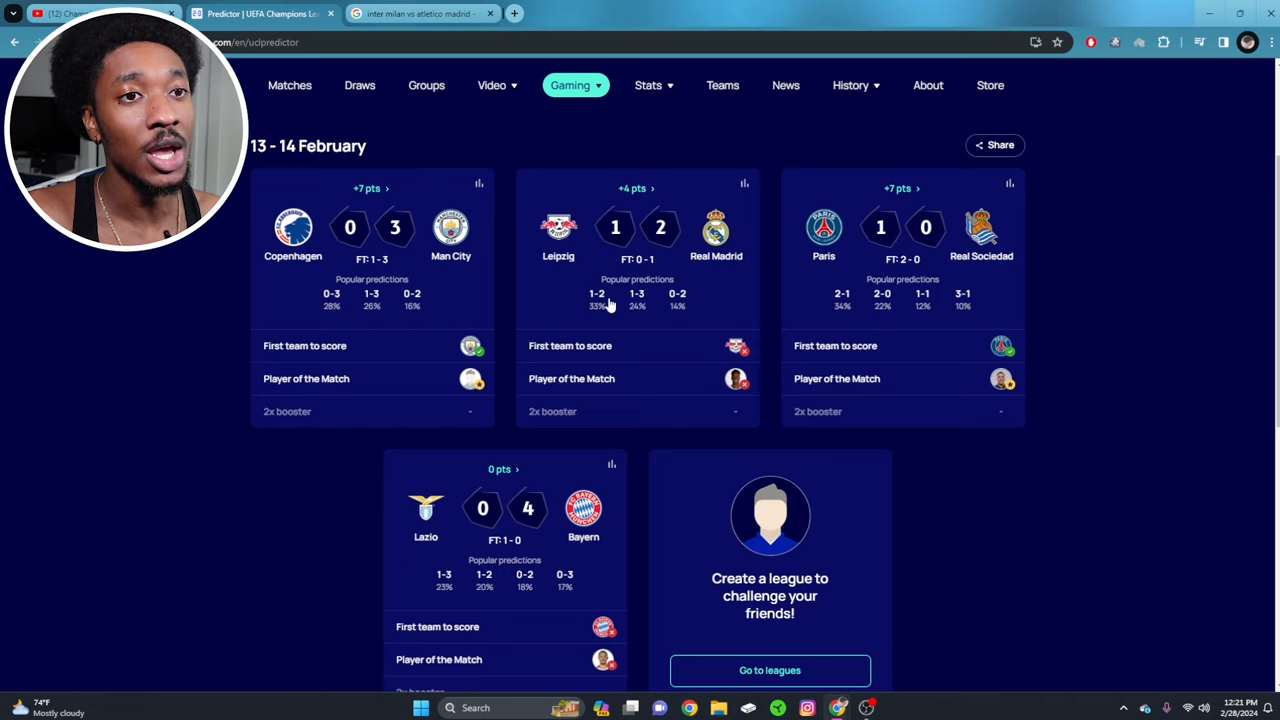 (12) Champ
Predictor | UEFA Champions Le
inter milan vs atletico madrid -
.com/en/uclpredictor
Matches
Draws
Groups
Video
Gaming
Stats
Teams
News
History
About
Store
13 - 14 February
Share
+7 pts >
0 3
Copenhagen
Man City
FT: 1 - 3
Popular predictions
0-3 1-3 0-2
28% 26% 16%
First team to score
Player of the Match
2x booster -
+4 pts >
1 2
Leipzig
Real Madrid
FT: 0 - 1
Popular predictions
1-2 1-3 0-2
33% 24% 14%
First team to score
Player of the Match
2x booster -
+7 pts >
1 0
Paris
Real Sociedad
FT: 2 - 0
Popular predictions
2-1 2-0 1-1 3-1
34% 22% 12% 10%
First team to score
Player of the Match
2x booster -
0 pts >
0 4
Lazio
Bayern
FT: 1 - 0
Popular predictions
1-3 1-2 0-2 0-3
23% 20% 18% 17%
First team to score
Player of the Match
Create a league to
challenge your
friends!
Go to leagues
74°F
Mostly cloudy
Search
12:21 PM
2/28/2024